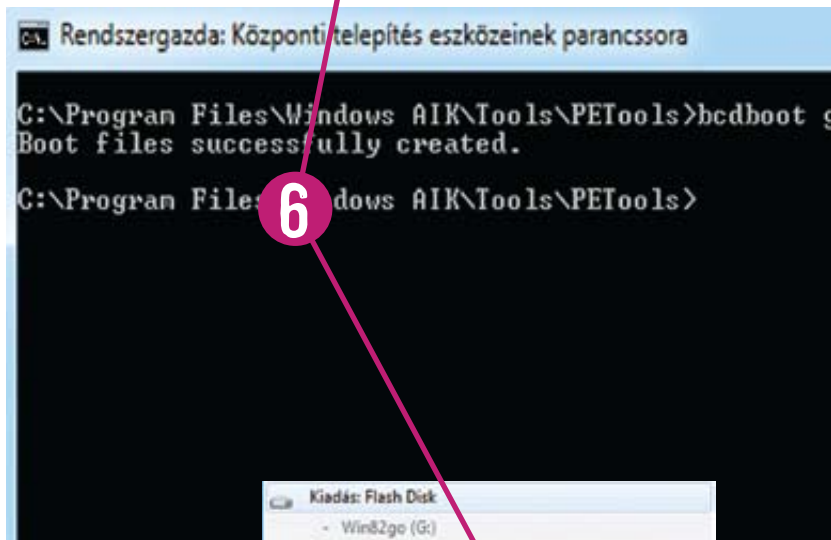 Rendszergazda: Központi telepítés eszközeinek parancssora
C:\Program Files\Windows AIK\Tools\PETools>bcdboot g
Boot files successfully created.
C:\Program Files\Windows AIK\Tools\PETools>
6
Kiadás: Flash Disk
- Win82go (G:)